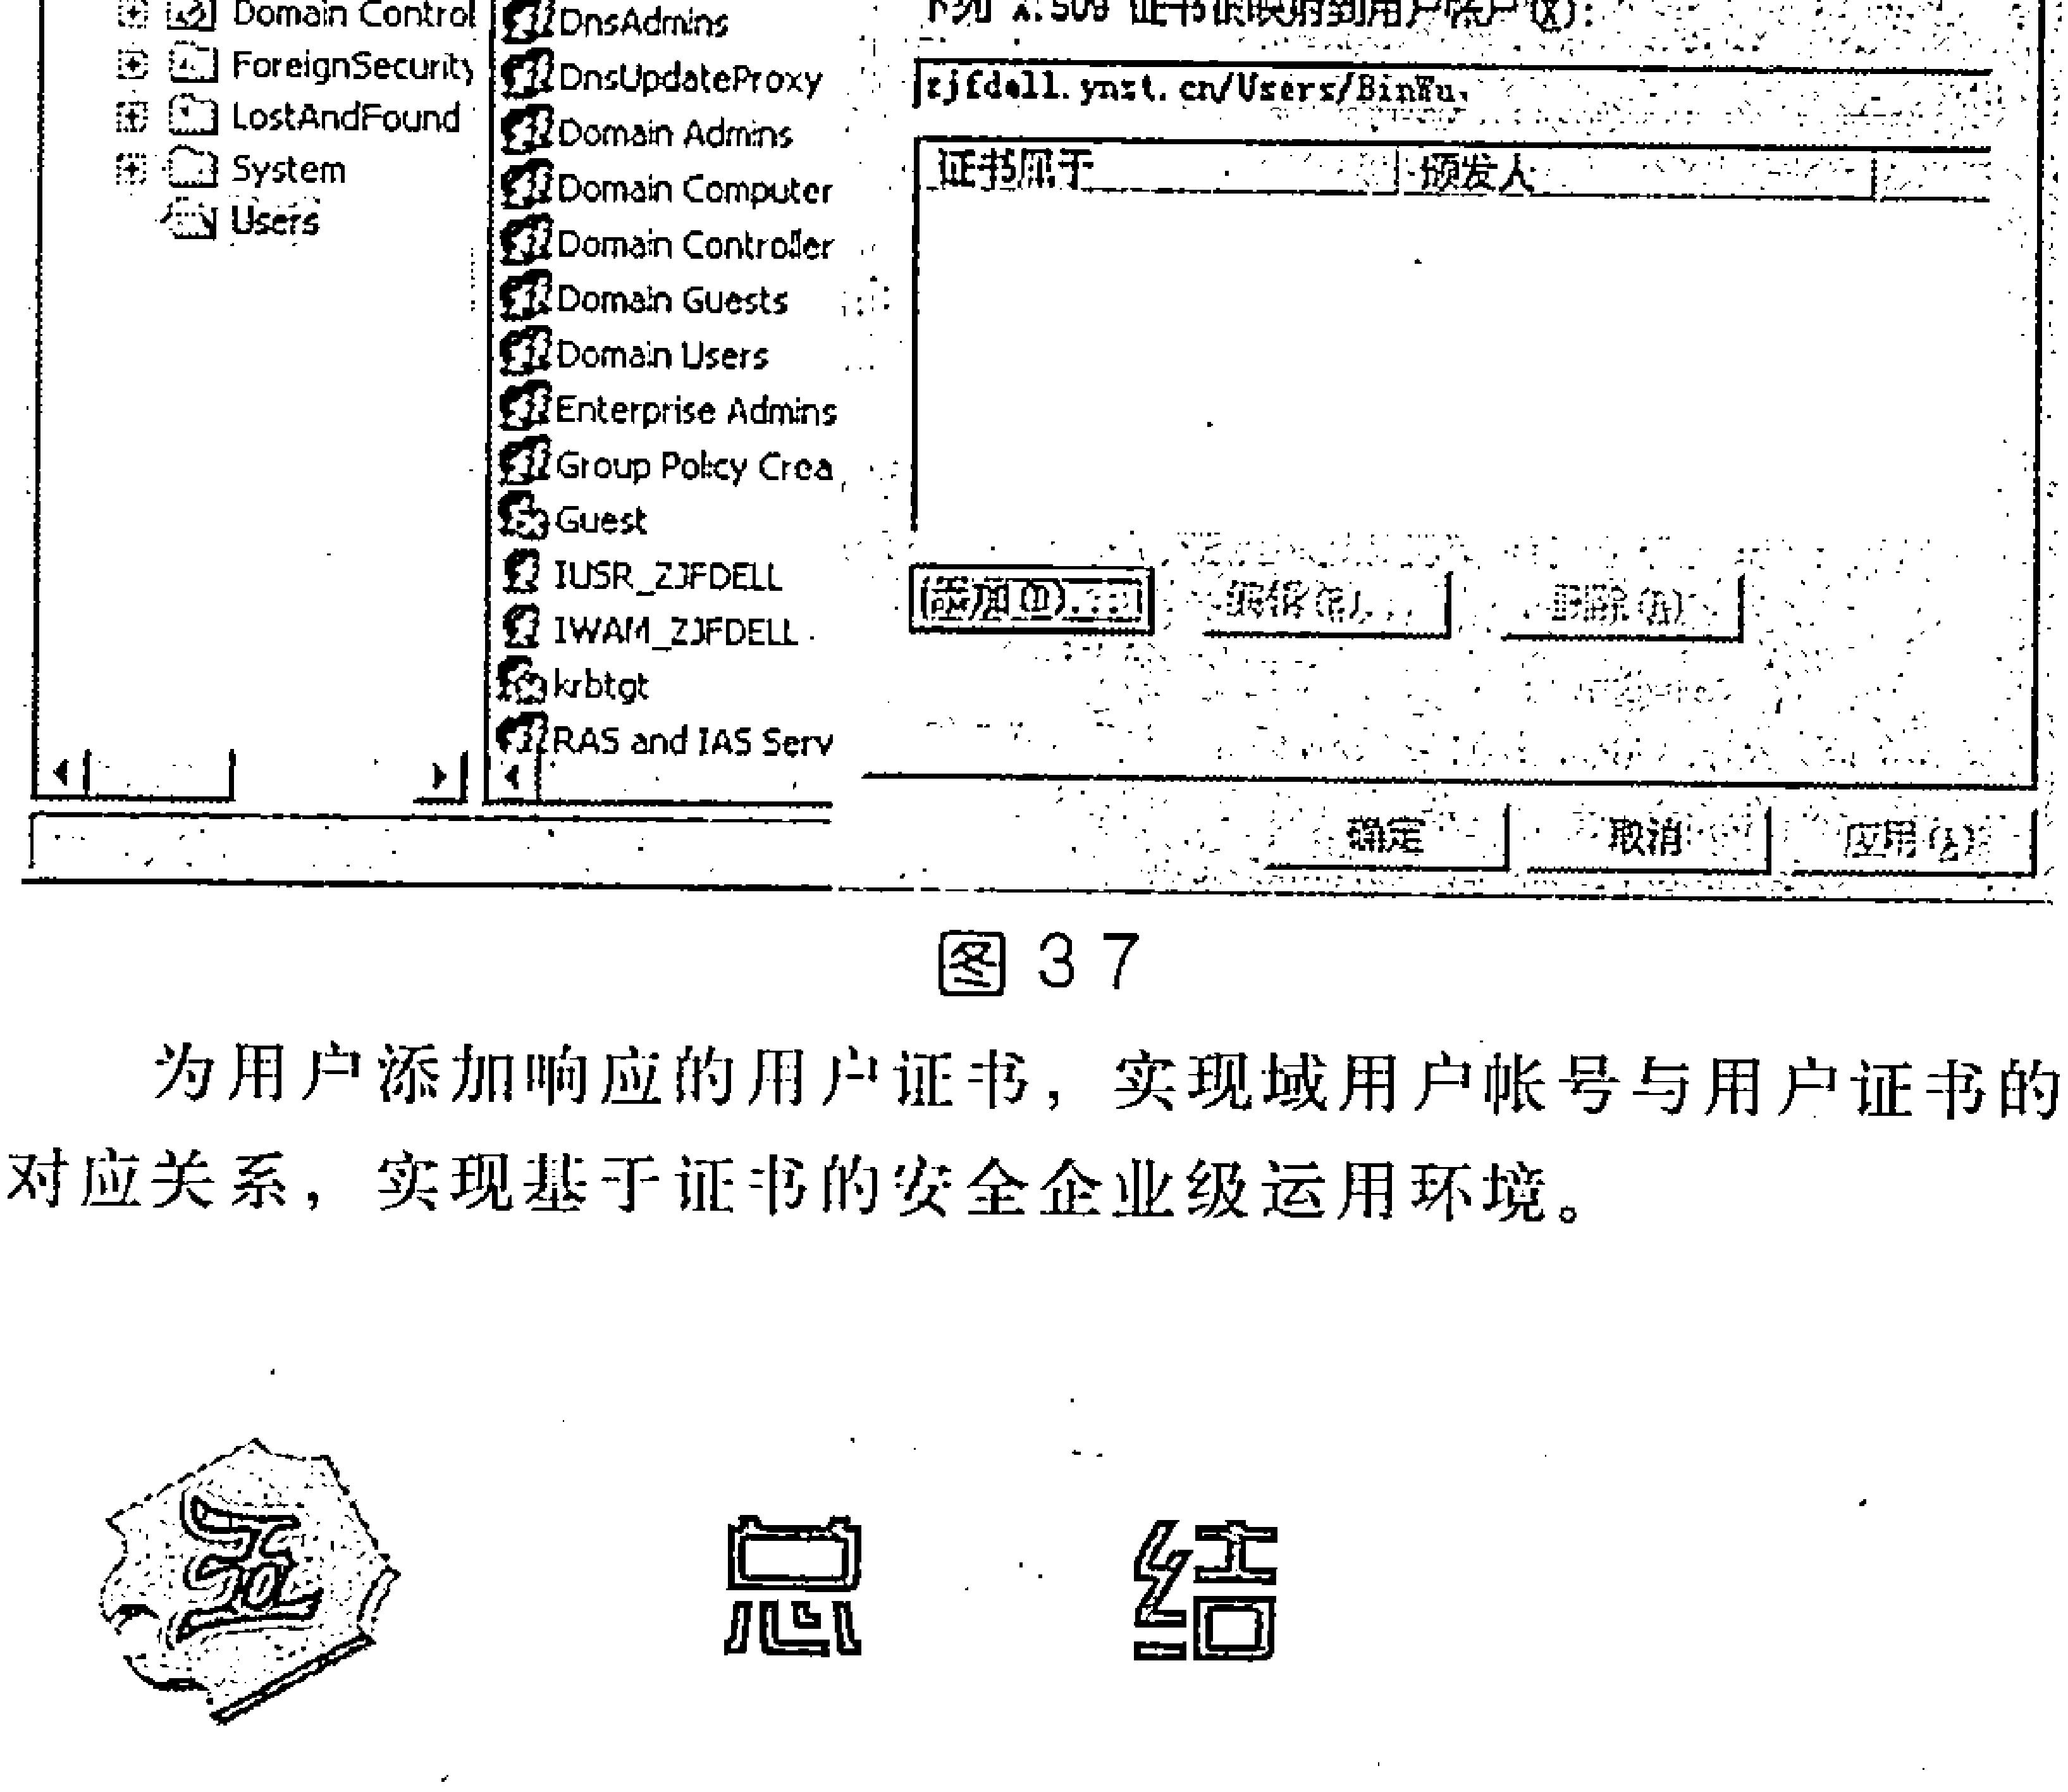 Domain Control
ForeignSecurity
LostAndFound
System
Users
DnsAdmins
DnsUpdateProxy
Domain Admins
Domain Computer
Domain Controller
Domain Guests
Domain Users
Enterprise Admins
Group Policy Crea
Guest
IUSR_ZJFDELL
IWAM_ZJFDELL
krbtgt
RAS and IAS Serv
下列 X.509 证书被映射到用户帐户(X):
zjfdell.ynzt.cn/Users/BinWu
证书属于 颁发人
添加(D)... 编辑(E)... 删除(R)
确定 取消 应用(A)
图37
为用户添加响应的用户证书，实现域用户帐号与用户证书的
对应关系，实现基于证书的安全企业级运用环境。
总 结